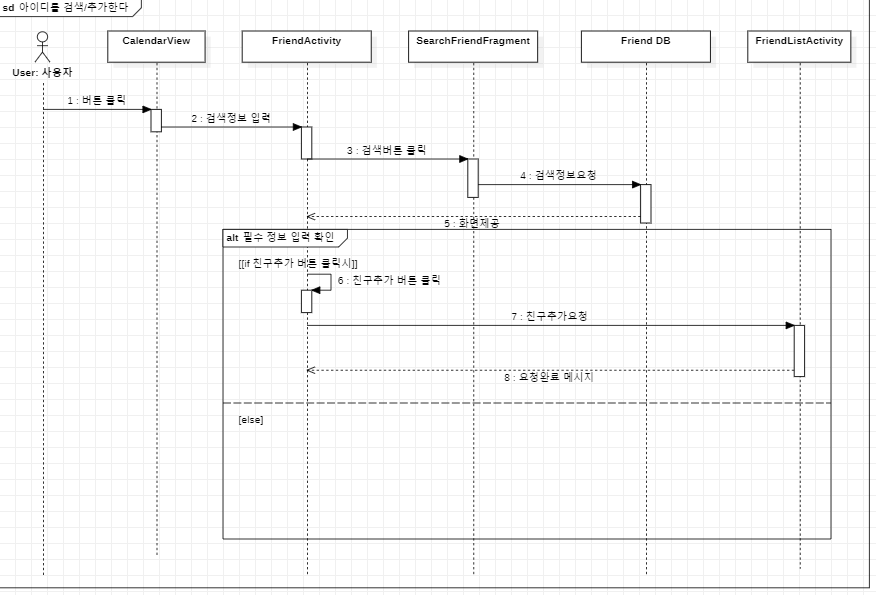 sd 아이디를 검색/추가한다
CalendarView
FriendActivity
SearchFriendFragment
Friend DB
FriendListActivity
User: 사용자
1 : 버튼 클릭
2 : 검색정보 입력
3 : 검색버튼 클릭
4 : 검색정보요청
5 : 화면제공
alt 필수 정보 입력 확인
[[if 친구추가 버튼 클릭시]]
6 : 친구추가 버튼 클릭
7 : 친구추가요청
8 : 요청완료 메시지
[else]